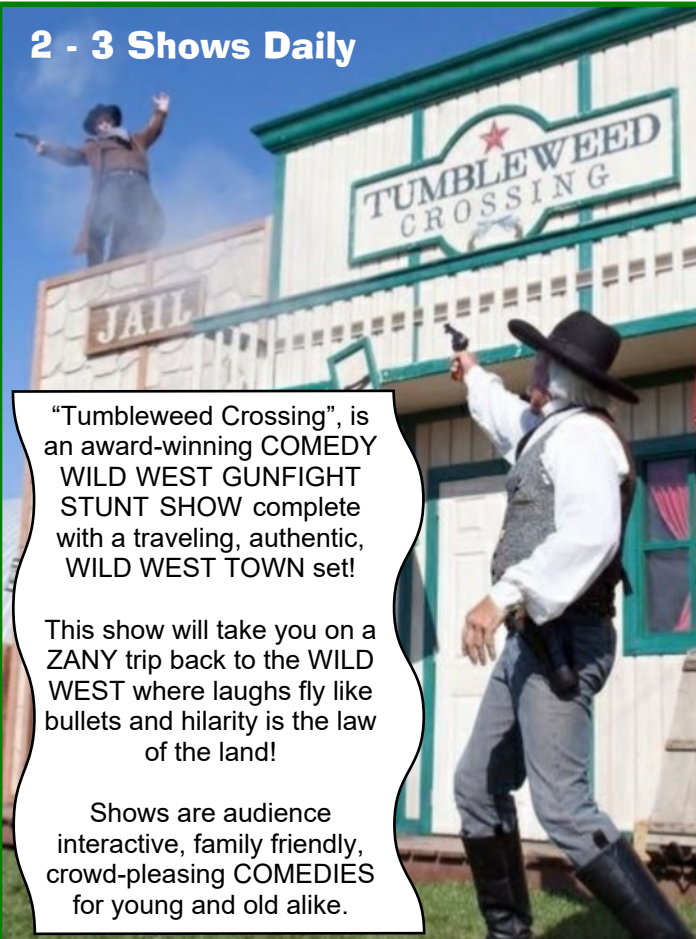 2 - 3 Shows Daily
TUMBLEWEED
CROSSING
JAIL
“Tumbleweed Crossing”, is
an award-winning COMEDY
WILD WEST GUNFIGHT
STUNT SHOW complete
with a traveling, authentic,
WILD WEST TOWN set!
This show will take you on a
ZANY trip back to the WILD
WEST where laughs fly like
bullets and hilarity is the law
of the land!
Shows are audience
interactive, family friendly,
crowd-pleasing COMEDIES
for young and old alike.